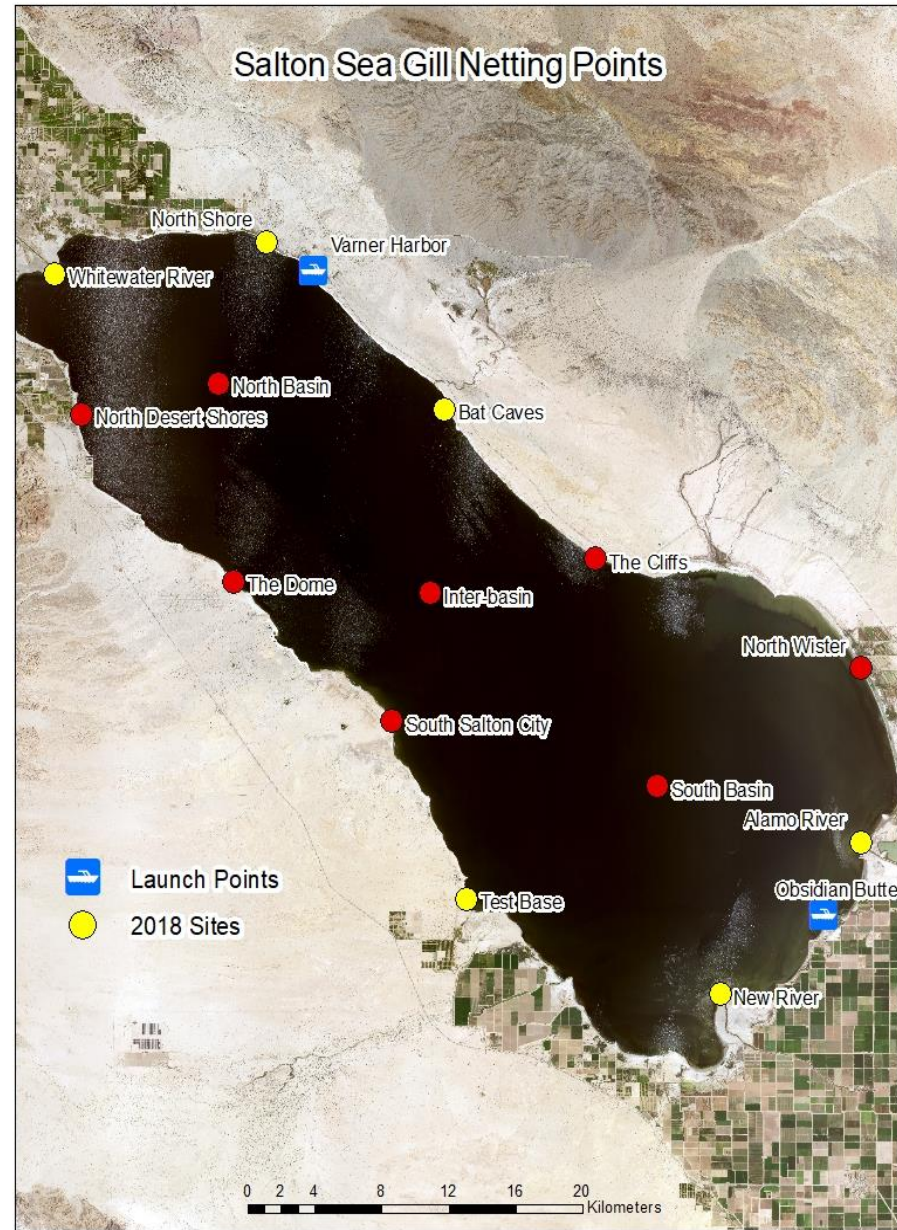 Salton Sea Gill Netting Points
North Shore
Varner Harbor
Whitewater River
North Basin
Bat Caves
North Desert Shores
The Cliffs
The Dome
Inter-basin
North Wister
South Salton City
South Basin
Alamo River
Launch Points
Obsidian Butte
Test Base
2018 Sites
New River
0 2 4 8 12 16 20
Kilometers